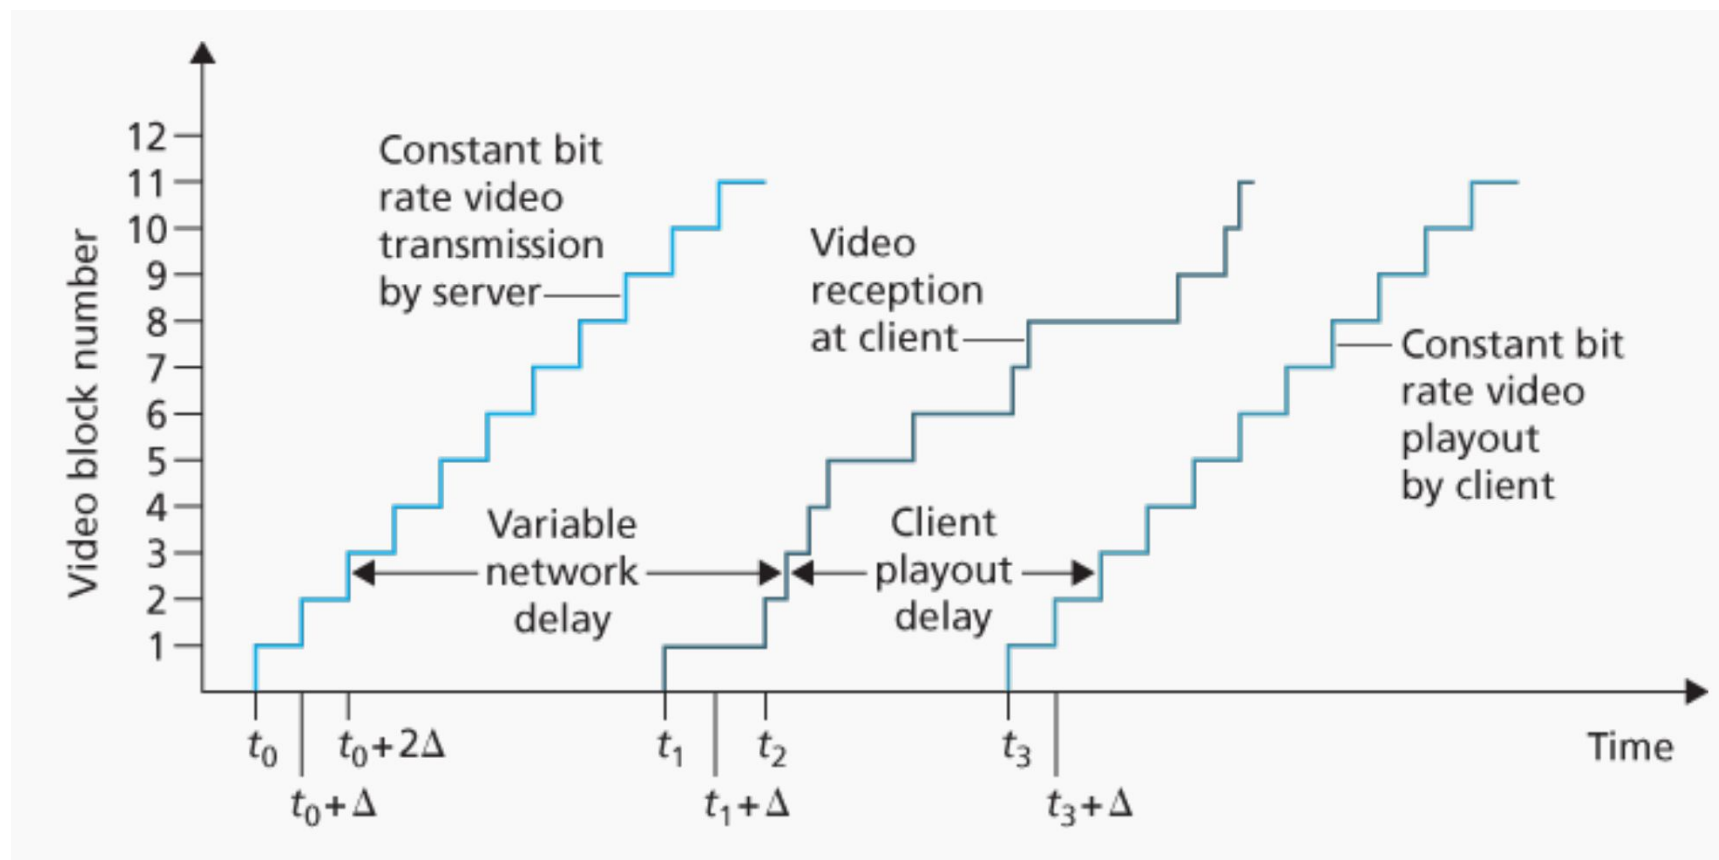 12
11
10
9
8
7
6
5
4
3
2
1
Video block number
Constant bit
rate video
transmission
by server
Video
reception
at client
Constant bit
rate video
playout
by client
Variable
network
delay
Client
playout
delay
t₀
t₀+2Δ
t₁
t₂
t₃
Time
t₀+Δ
t₁+Δ
t₃+Δ